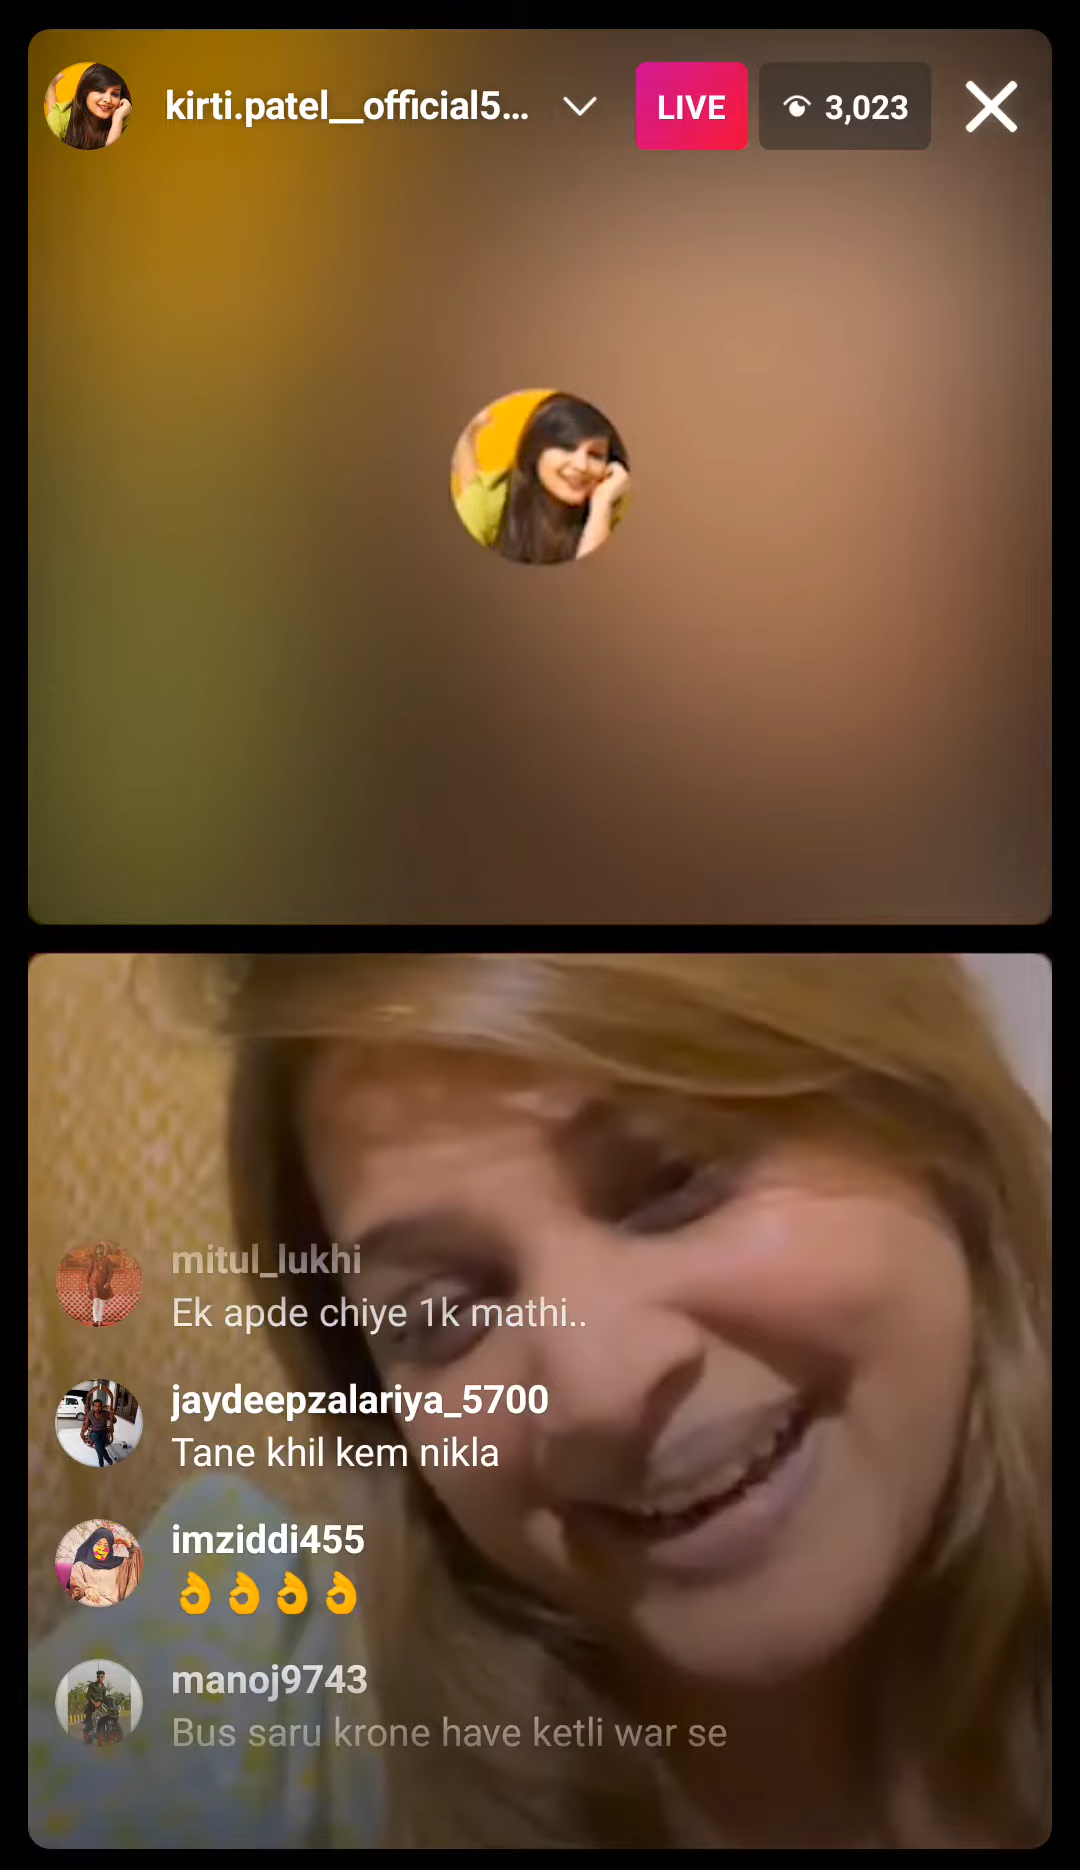 kirti.patel__official5...
LIVE
3,023
mitul_lukhi
Ek apde chiye 1k mathi..
jaydeepzalariya_5700
Tane khil kem nikla
imziddi455
👌👌👌👌
manoj9743
Bus saru krone have ketli war se